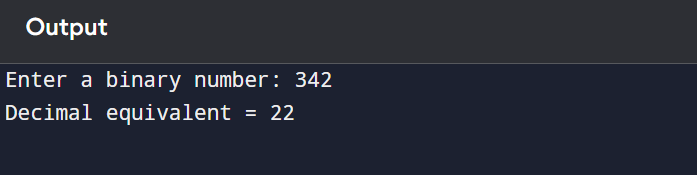 Output
Enter a binary number: 342
Decimal equivalent = 22